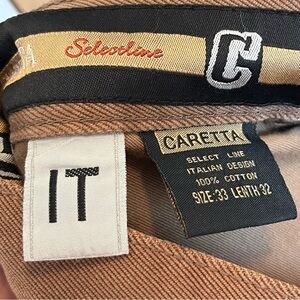 Selectline
C
IT
CARETTA
SELECT LINE
ITALIAN DESIGN
100% COTTON
SIZE:33 LENTH 32